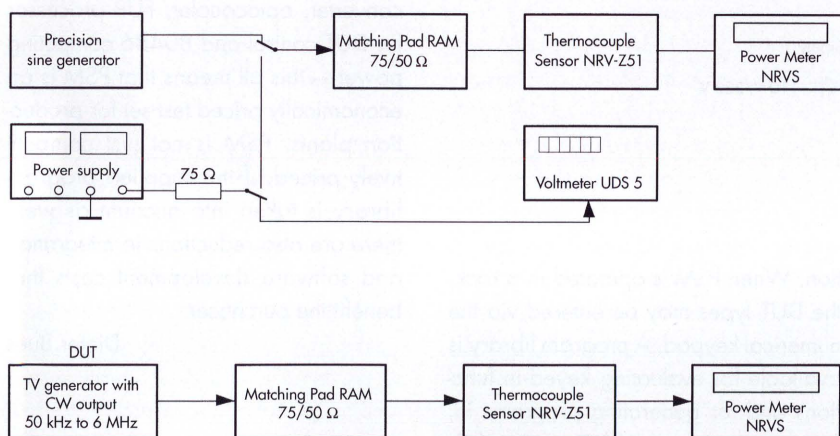 Precision
sine generator
Matching Pad RAM
75/50 Ω
Thermocouple
Sensor NRV-Z51
Power Meter
NRVS
Power supply
75 Ω
Voltmeter UDS 5
DUT
TV generator with
CW output
50 kHz to 6 MHz
Matching Pad RAM
75/50 Ω
Thermocouple
Sensor NRV-Z51
Power Meter
NRVS